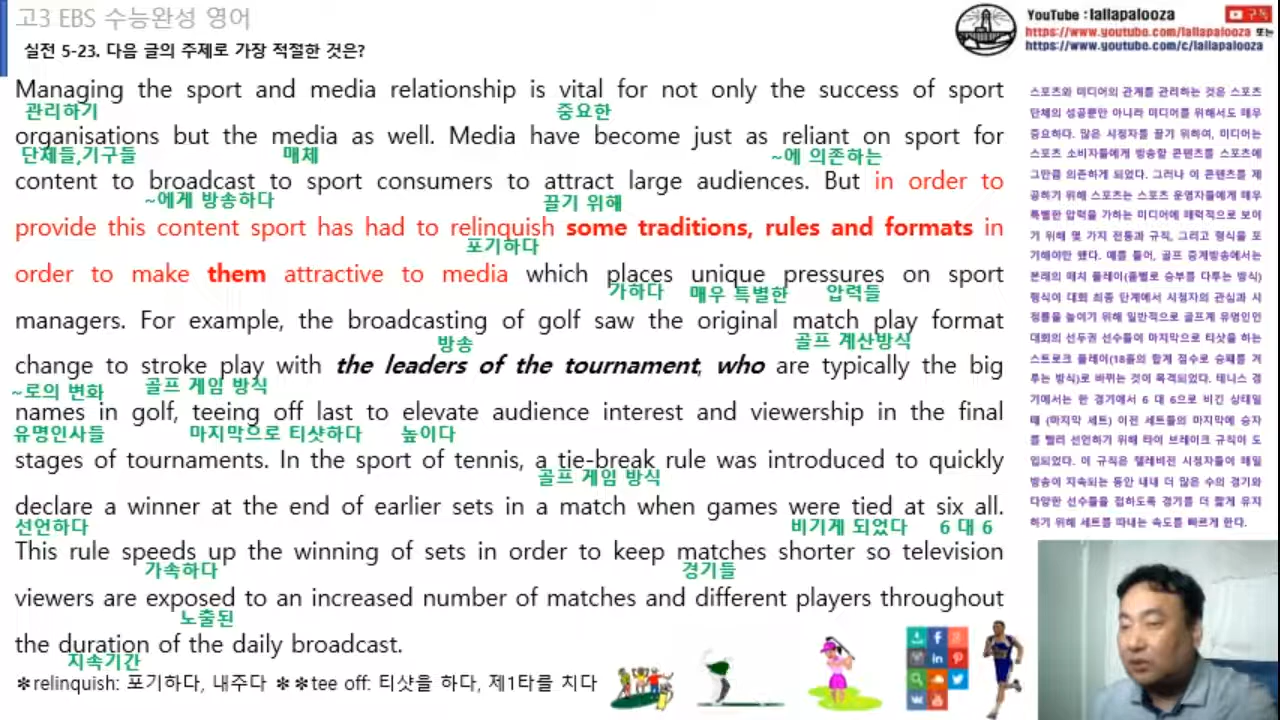 고3 EBS 수능완성 영어
실전 5-23. 다음 글의 주제로 가장 적절한 것은?
YouTube : lallapalooza
구독
https://www.youtube.com/lallapalooza 또는
https://www.youtube.com/c/lallapalooza
Managing the sport and media relationship is vital for not only the success of sport
관리하기 중요한
organisations but the media as well. Media have become just as reliant on sport for
단체들,기구들 매체 ~에 의존하는
content to broadcast to sport consumers to attract large audiences. But in order to
~에게 방송하다 끌기 위해
provide this content sport has had to relinquish some traditions, rules and formats in
포기하다
order to make them attractive to media which places unique pressures on sport
가하다 매우 특별한 압력들
managers. For example, the broadcasting of golf saw the original match play format
방송 골프 계산방식
change to stroke play with the leaders of the tournament, who are typically the big
~로의 변화 골프 게임 방식
names in golf, teeing off last to elevate audience interest and viewership in the final
유명인사들 마지막으로 티샷하다 높이다
stages of tournaments. In the sport of tennis, a tie-break rule was introduced to quickly
골프 게임 방식
declare a winner at the end of earlier sets in a match when games were tied at six all.
선언하다 비기게 되었다 6 대 6
This rule speeds up the winning of sets in order to keep matches shorter so television
가속하다 경기들
viewers are exposed to an increased number of matches and different players throughout
노출된
the duration of the daily broadcast.
지속기간
✻relinquish: 포기하다, 내주다 ✻✻tee off: 티샷을 하다, 제1타를 치다
스포츠와 미디어의 관계를 관리하는 것은 스포츠
단체의 성공뿐만 아니라 미디어를 위해서도 매우
중요하다. 많은 시청자를 끌기 위하여, 미디어는
스포츠 소비자들에게 방송할 콘텐츠를 스포츠에
그만큼 의존하게 되었다. 그러나 이 콘텐츠를 제
공하기 위해 스포츠는 스포츠 운영자들에게 매우
특별한 압력을 가하는 미디어에 매력적으로 보이
기 위해 몇 가지 전통과 규칙, 그리고 형식을 포
기해야만 했다. 예를 들어, 골프 중계방송에서는
본래의 매치 플레이(홀별로 승부를 다투는 방식)
형식이 대회 최종 단계에서 시청자의 관심과 시
청률을 높이기 위해 일반적으로 골프계 유명인인
대회의 선두권 선수들이 마지막으로 티샷을 하는
스트로크 플레이(18홀의 합계 점수로 승패를 겨
루는 방식)로 바뀌는 것이 목격되었다. 테니스 경
기에서는 한 경기에서 6 대 6으로 비긴 상태일
때 (마지막 세트) 이전 세트들의 마지막에 승자
를 빨리 선언하기 위해 타이 브레이크 규칙이 도
입되었다. 이 규칙은 텔레비전 시청자들이 매일
방송이 지속되는 동안 내내 더 많은 수의 경기와
다양한 선수들을 접하도록 경기를 더 짧게 유지
하기 위해 세트를 따내는 속도를 빠르게 한다.